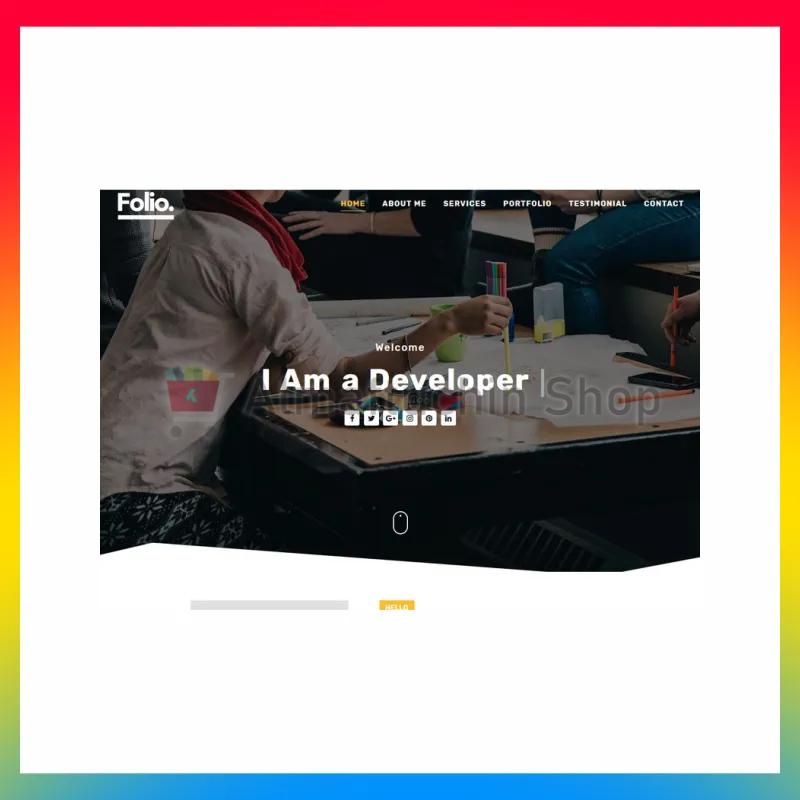 Folio.
HOME ABOUT ME SERVICES PORTFOLIO TESTIMONIAL CONTACT
Welcome
I Am a Developer |
Shop
HELLO